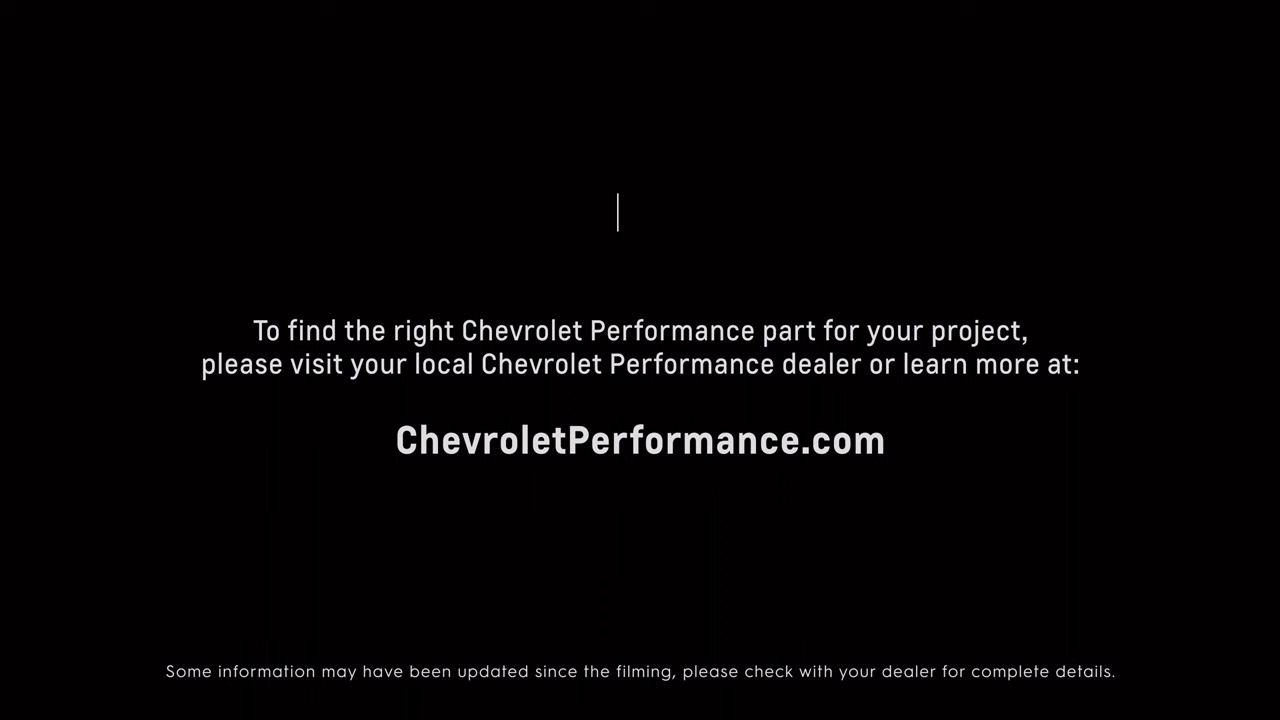 To find the right Chevrolet Performance part for your project,
please visit your local Chevrolet Performance dealer or learn more at:
ChevroletPerformance.com
Some information may have been updated since the filming, please check with your dealer for complete details.